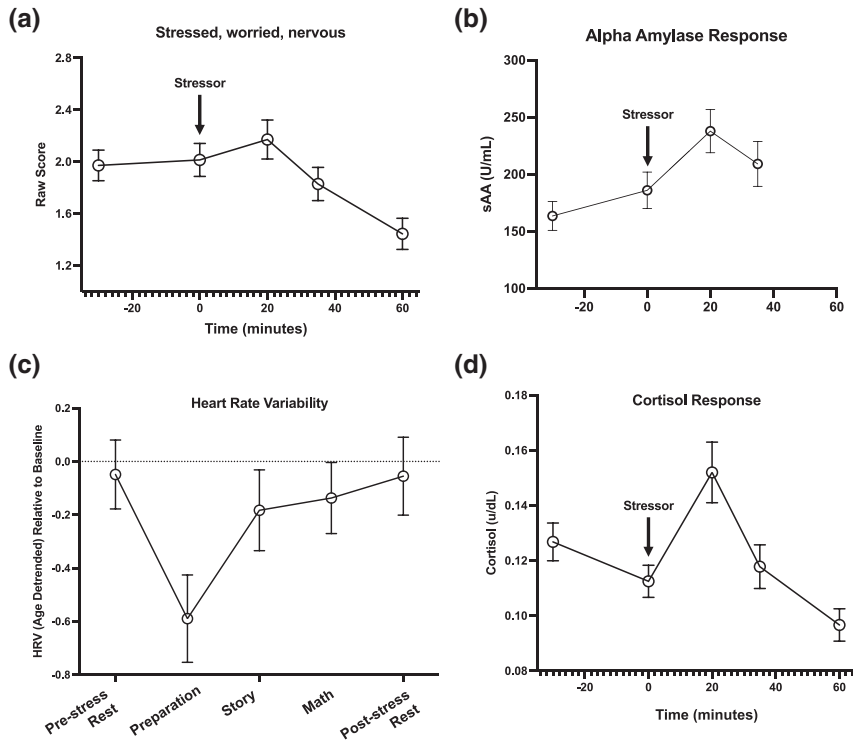 (a)
Stressed, worried, nervous
2.8
2.4
2.0
1.6
1.2
Raw Score
Stressor
-20 0 20 40 60
Time (minutes)
(b)
Alpha Amylase Response
300
250
200
150
100
sAA (U/mL)
Stressor
-20 0 20 40 60
(c)
Heart Rate Variability
0.2
0.0
-0.2
-0.4
-0.6
-0.8
HRV (Age Detrended) Relative to Baseline
Pre-stress
Rest
Preparation
Story
Math
Post-stress
Rest
(d)
Cortisol Response
0.18
0.16
0.14
0.12
0.10
0.08
Cortisol (u/dL)
Stressor
-20 0 20 40 60
Time (minutes)